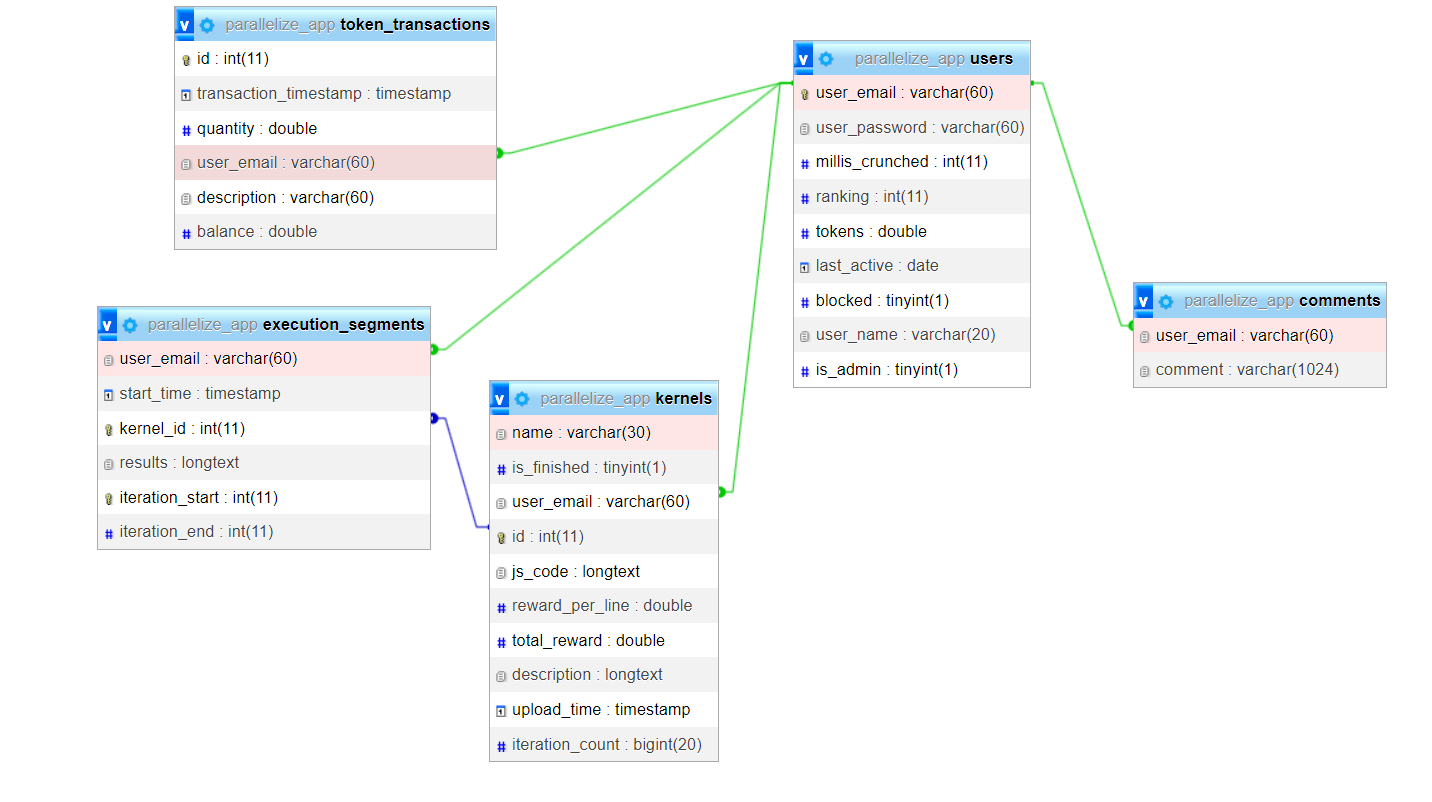 v parallelize_app token_transactions
id : int(11)
transaction_timestamp : timestamp
# quantity : double
user_email : varchar(60)
description : varchar(60)
# balance : double
v parallelize_app users
user_email : varchar(60)
user_password : varchar(60)
# millis_crunched : int(11)
# ranking : int(11)
# tokens : double
last_active : date
# blocked : tinyint(1)
user_name : varchar(20)
# is_admin : tinyint(1)
v parallelize_app comments
user_email : varchar(60)
comment : varchar(1024)
v parallelize_app execution_segments
user_email : varchar(60)
start_time : timestamp
kernel_id : int(11)
results : longtext
iteration_start : int(11)
# iteration_end : int(11)
v parallelize_app kernels
name : varchar(30)
# is_finished : tinyint(1)
user_email : varchar(60)
id : int(11)
js_code : longtext
# reward_per_line : double
# total_reward : double
description : longtext
upload_time : timestamp
# iteration_count : bigint(20)